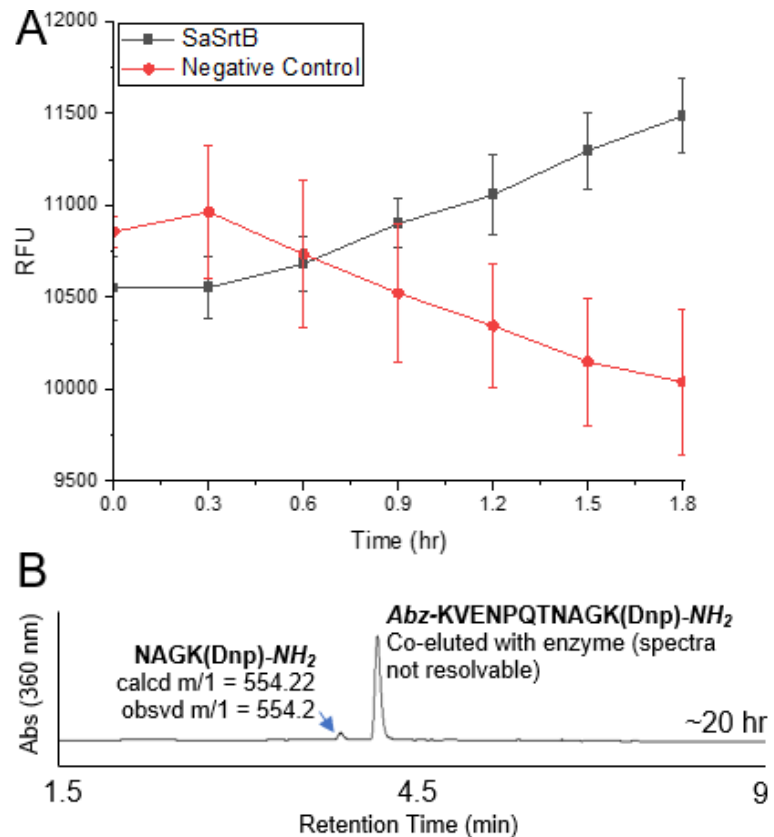 A
SaSrtB
Negative Control
12000
11500
11000
10500
10000
9500
RFU
0.0 0.3 0.6 0.9 1.2 1.5 1.8
Time (hr)
B
Abz-KVENPQTNAGK(Dnp)-NH₂
Co-eluted with enzyme (spectra
not resolvable)
NAGK(Dnp)-NH₂
calcd m/1 = 554.22
obsvd m/1 = 554.2
~20 hr
Abs (360 nm)
1.5 4.5 9
Retention Time (min)